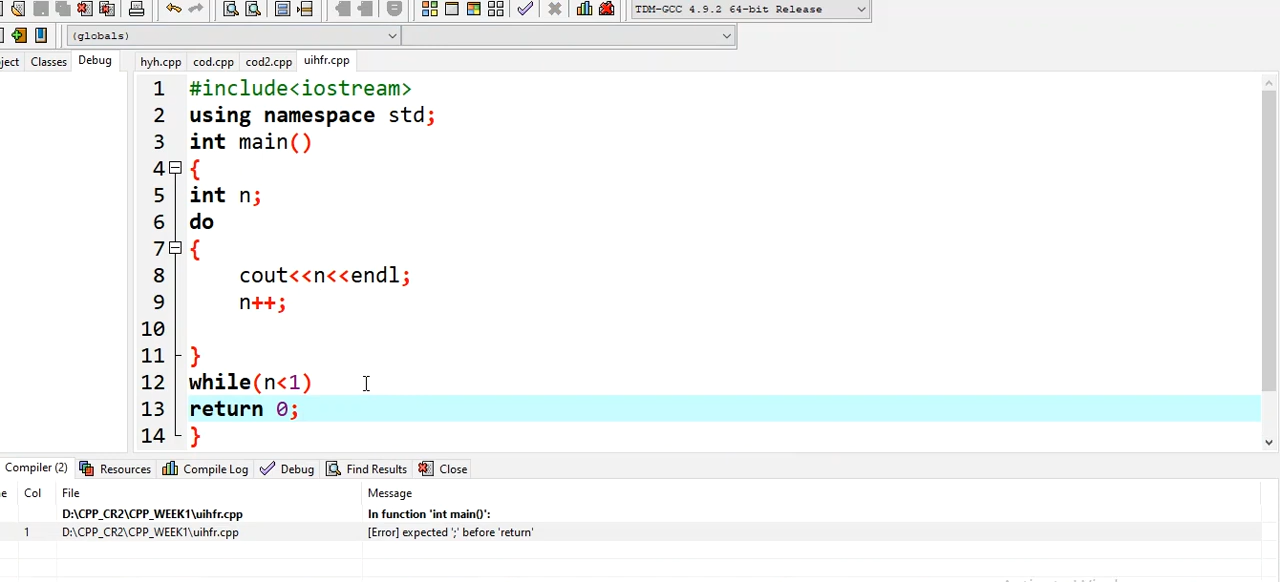 TDM-GCC 4.9.2 64-bit Release
(globals)
ject Classes Debug hyh.cpp cod.cpp cod2.cpp uihfr.cpp
1 #include<iostream>
2 using namespace std;
3 int main()
4 {
5 int n;
6 do
7 {
8 cout<<n<<endl;
9 n++;
10
11 }
12 while(n<1)
13 return 0;
14 }
Compiler (2) Resources Compile Log Debug Find Results Close
e Col File Message
D:\CPP_CR2\CPP_WEEK1\uihfr.cpp In function 'int main()':
1 D:\CPP_CR2\CPP_WEEK1\uihfr.cpp [Error] expected ';' before 'return'